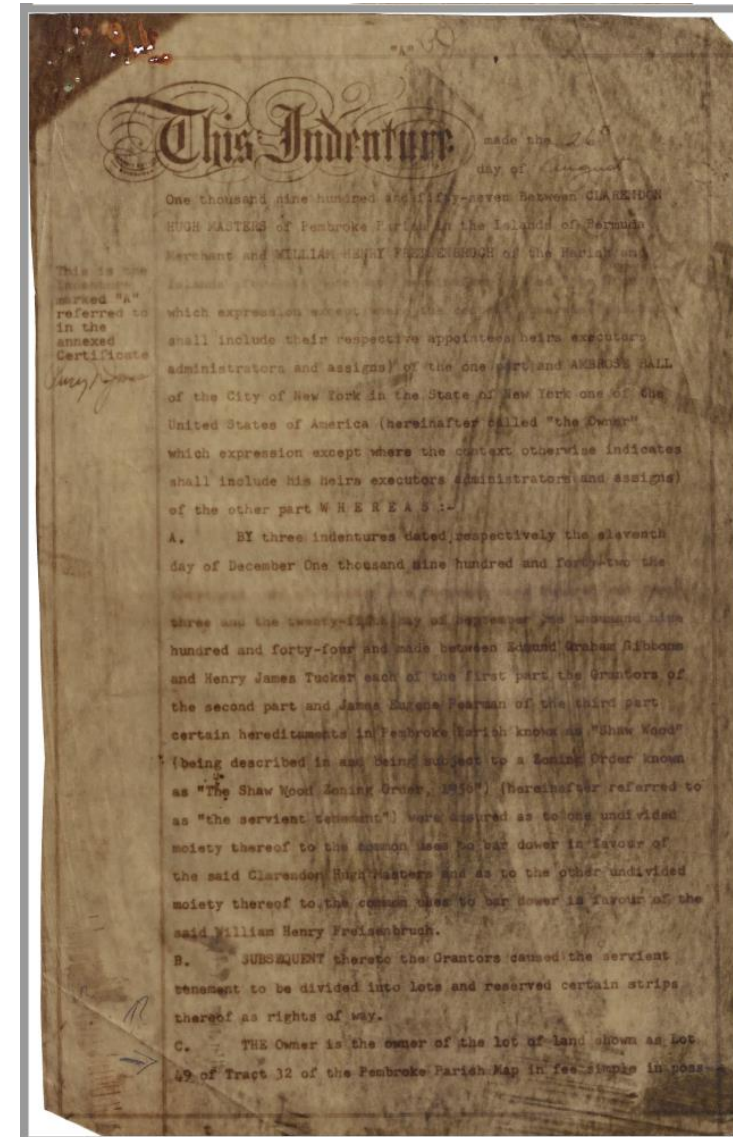 This Indenture made the 26th
day of August
One thousand nine hundred and fifty-seven Between CLARENDON
HUGH MASTERS of Pembroke Parish in the Islands of Bermuda
Merchant and WILLIAM HENRY FREISENBRUCH of the Parish and
This is the
Indenture
marked "A"
referred to
in the
annexed
Certificate
which expression except where the
shall include their respective appointees heirs executors
administrators and assigns) of the one part and AMBROSE HALL
of the City of New York in the State of New York one of the
United States of America (hereinafter called "the Owner"
which expression except where the context otherwise indicates
shall include his heirs executors administrators and assigns)
of the other part W H E R E A S :-
A. BY three indentures dated respectively the eleventh
day of December One thousand nine hundred and forty-two the
three and the twenty-fifth day of September One thousand nine
hundred and forty-four and made between Edmund Graham Gibbons
and Henry James Tucker each of the first part the Grantors of
the second part and James Eugene Pearman of the third part
certain hereditaments in Pembroke Parish known as "Shaw Wood"
(being described in and being subject to a Zoning Order known
as "The Shaw Wood Zoning Order, 1956") (hereinafter referred to
as "the servient tenement") were assured as to one undivided
moiety thereof to the common uses to bar dower in favour of
the said Clarendon Hugh Masters and as to the other undivided
moiety thereof to the common uses to bar dower in favour of the
said William Henry Freisenbruch.
B. SUBSEQUENT thereto the Grantors caused the servient
tenement to be divided into lots and reserved certain strips
thereof as rights of way.
C. THE Owner is the owner of the lot of land shown as Lot
49 of Tract 32 of the Pembroke Parish Map in fee simple in poss-